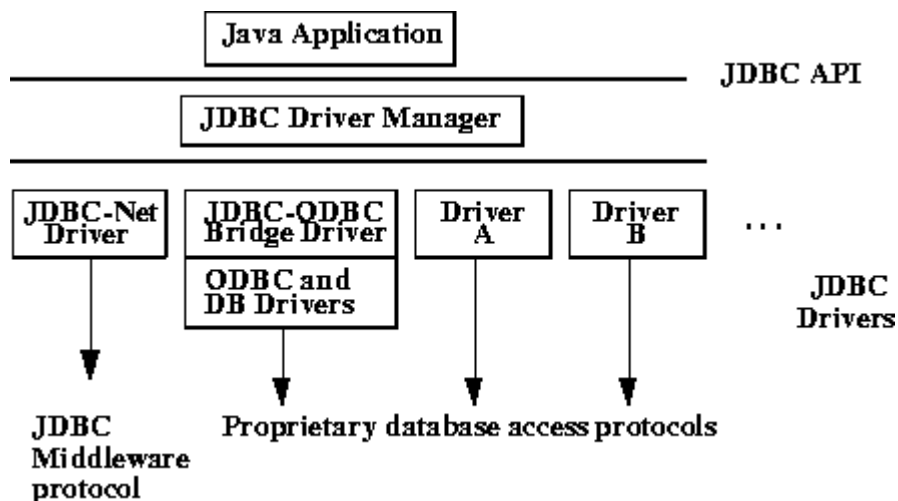 Java Application
JDBC API
JDBC Driver Manager
JDBC-Net
Driver
JDBC-ODBC
Bridge Driver
ODBC and
DB Drivers
Driver
A
Driver
B
...
JDBC
Drivers
JDBC
Middleware
protocol
Proprietary database access protocols